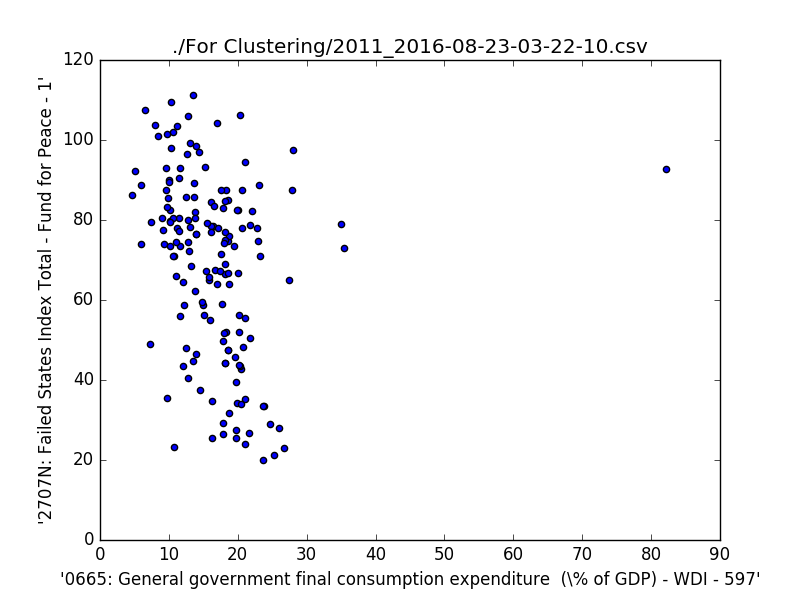 ./For Clustering/2011_2016-08-23-03-22-10.csv
120
100
80
60
40
20
0
'2707N: Failed States Index Total - Fund for Peace - 1'
0 10 20 30 40 50 60 70 80 90
'0665: General government final consumption expenditure  (\% of GDP) - WDI - 597'